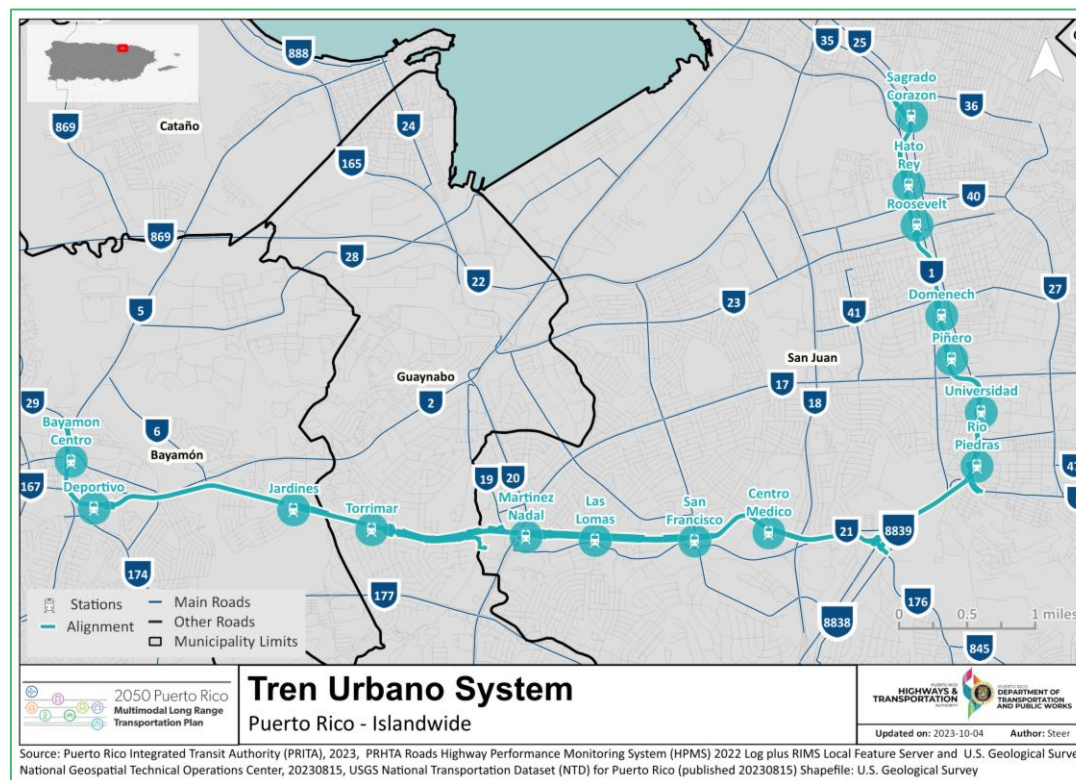 888
35
25
Sagrado
Corazon
36
869
Cataño
24
165
Hato
Rey
40
Roosevelt
869
28
22
1
5
23
41
27
Domenech
Piñero
San Juan
Guaynabo
17
2
18
Universidad
29
Bayamon
Centro
6
Bayamón
Rio
Piedras
167
19
20
47
Deportivo
Jardines
Torrimar
Martinez
Nadal
Las
Lomas
San
Francisco
Centro
Medico
21
8839
174
177
176
8838
845
0 0.5 1 miles
Stations
Alignment
Main Roads
Other Roads
Municipality Limits
2050 Puerto Rico
Multimodal Long Range
Transportation Plan
Tren Urbano System
Puerto Rico - Islandwide
PUERTO RICO
HIGHWAYS &
TRANSPORTATION
AUTHORITY
PUERTO RICO
DEPARTMENT OF
TRANSPORTATION
AND PUBLIC WORKS
Updated on: 2023-10-04 Author: Steer
Source: Puerto Rico Integrated Transit Authority (PRITA), 2023, PRHTA Roads Highway Performance Monitoring System (HPMS) 2022 Log plus RIMS Local Feature Server and U.S. Geological Surve
National Geospatial Technical Operations Center, 20230815, USGS National Transportation Dataset (NTD) for Puerto Rico (published 20230815) Shapefile: U.S. Geological Survey